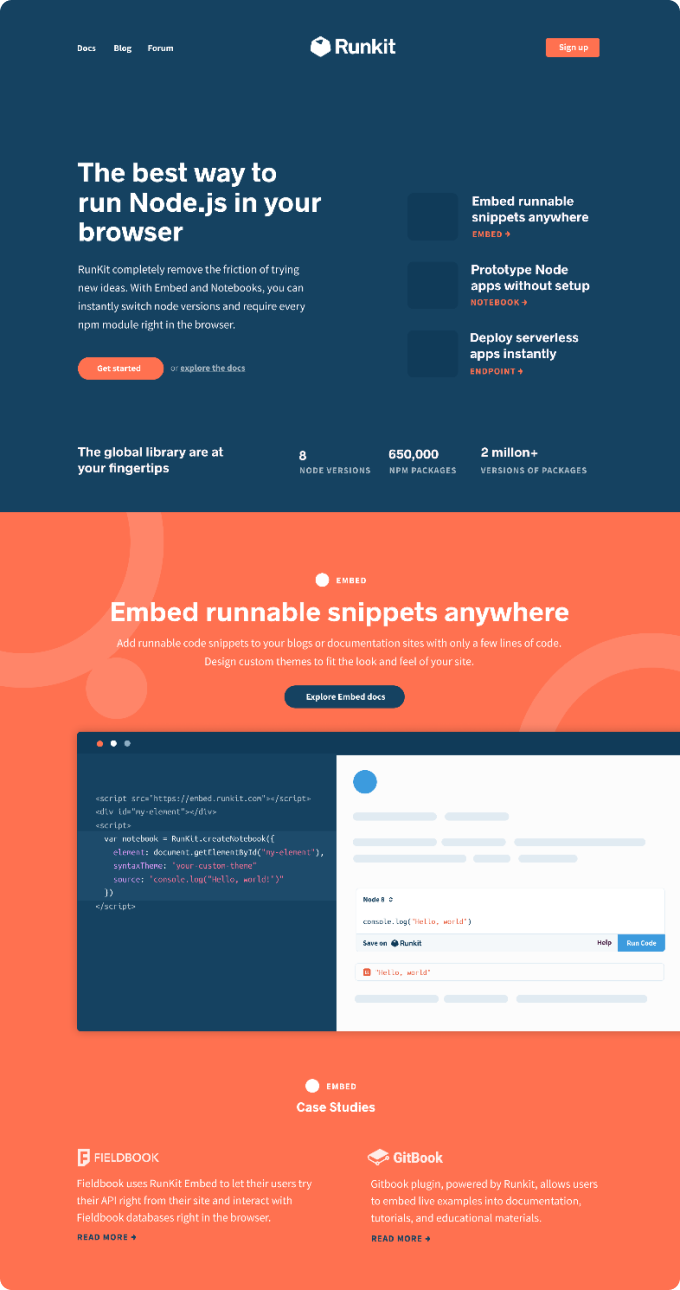 Docs Blog Forum
Runkit
Sign up
The best way to
run Node.js in your
browser
RunKit completely remove the friction of trying
new ideas. With Embed and Notebooks, you can
instantly switch node versions and require every
npm module right in the browser.
Get started
or explore the docs
Embed runnable
snippets anywhere
EMBED →
Prototype Node
apps without setup
NOTEBOOK →
Deploy serverless
apps instantly
ENDPOINT →
The global library are at
your fingertips
8
NODE VERSIONS
650,000
NPM PACKAGES
2 millon+
VERSIONS OF PACKAGES
EMBED
Embed runnable snippets anywhere
Add runnable code snippets to your blogs or documentation sites with only a few lines of code.
Design custom themes to fit the look and feel of your site.
Explore Embed docs
<script src="https://embed.runkit.com"></script>
<div id="my-element"></div>
<script>
var notebook = RunKit.createNotebook({
element: document.getElementById("my-element"),
syntaxTheme: "your-custom-theme"
source: "console.log("Hello, world!")"
})
</script>
Node 8
console.log("Hello, world")
Save on Runkit
Help
Run Code
"Hello, world"
EMBED
Case Studies
FIELDBOOK
Fieldbook uses RunKit Embed to let their users try
their API right from their site and interact with
Fieldbook databases right in the browser.
READ MORE →
GitBook
Gitbook plugin, powered by Runkit, allows users
to embed live examples into documentation,
tutorials, and educational materials.
READ MORE →